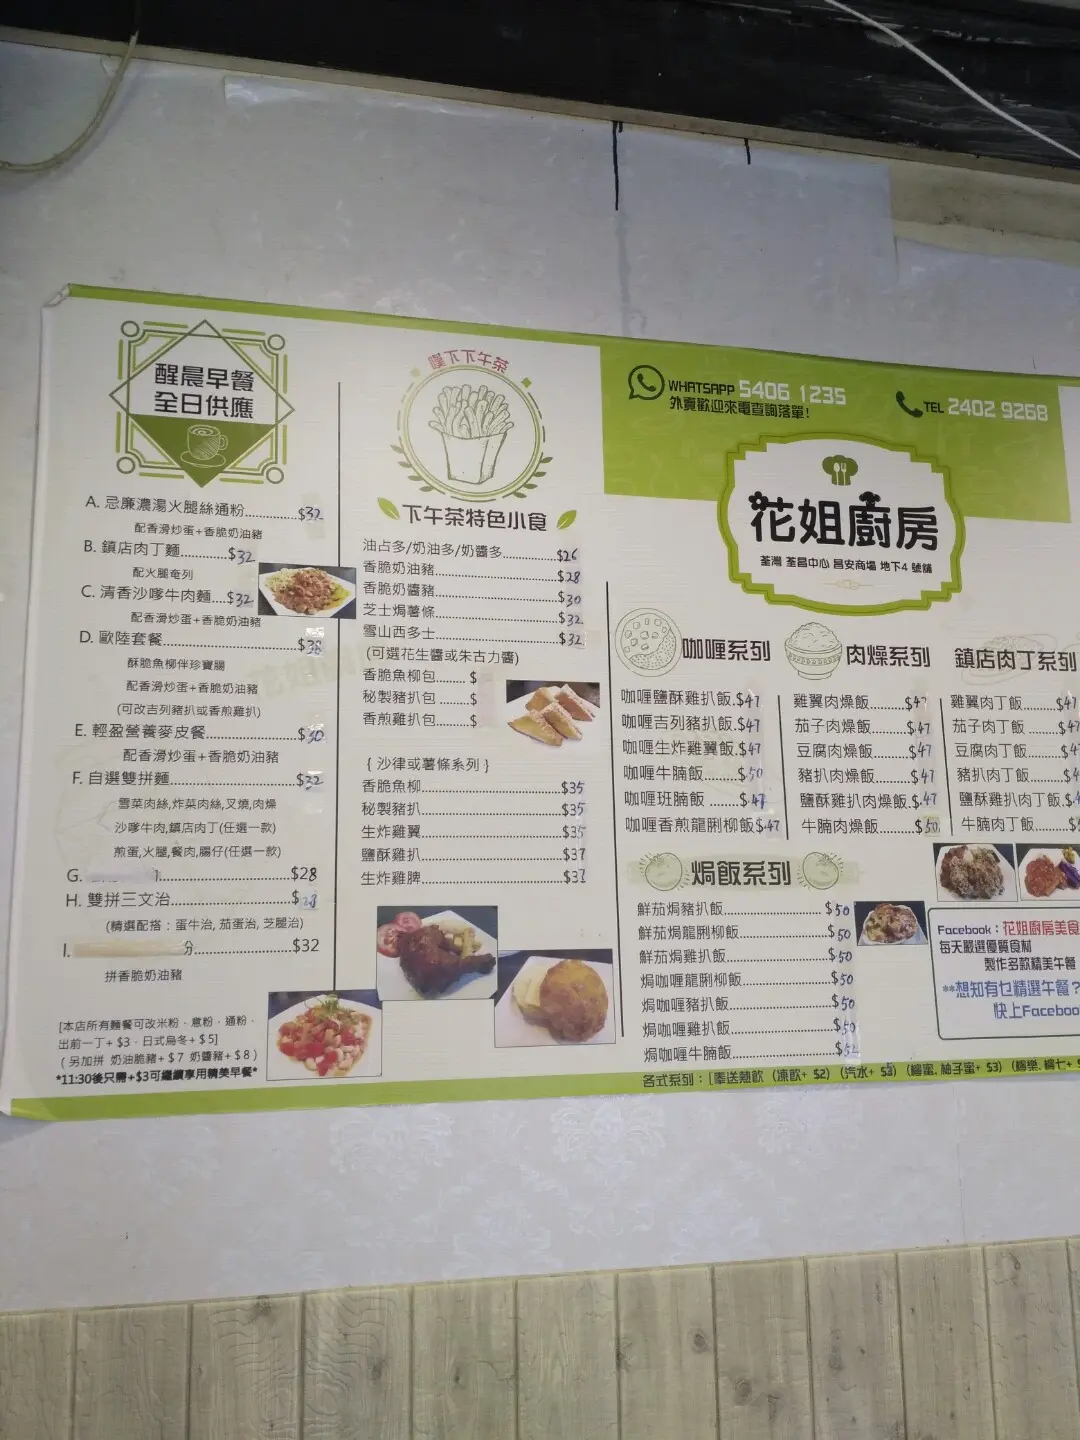 醒晨早餐
全日供應
A. 忌廉濃湯火腿絲通粉.............$32
配香滑炒蛋+香脆奶油豬
B. 鎮店肉丁麵..........$32
配火腿奄列
C. 清香沙嗲牛肉麵...$32
配香滑炒蛋+香脆奶油豬
D. 歐陸套餐.............................$38
酥脆魚柳伴珍寶腸
配香滑炒蛋+香脆奶油豬
(可改吉列豬扒或香煎雞扒)
E. 輕盈營養麥皮餐.....................$30
配香滑炒蛋+香脆奶油豬
F. 自選雙拼麵...........................$32
雪菜肉絲,炸菜肉絲,叉燒,肉燥
沙嗲牛肉,鎮店肉丁(任選一款)
煎蛋,火腿,餐肉,腸仔(任選一款)
G. .............................$28
H. 雙拼三文治...........................$28
(精選配搭：蛋牛治, 茄蛋治, 芝腿治)
I. ......................$32
拼香脆奶油豬
[本店所有麵餐可改米粉﹑意粉﹑通粉﹑
出前一丁+ $3﹑日式烏冬+ $5]
( 另加拼 奶油脆豬+ $7 奶醬豬+ $8 )
*11:30後只需+$3可繼續享用精美早餐*
嘆下下午茶
下午茶特色小食
油占多/奶油多/奶醬多..........$26
香脆奶油豬........................$28
香脆奶醬豬........................$30
芝士焗薯條........................$32
雪山西多士........................$32
(可選花生醬或朱古力醬)
香脆魚柳包........ $
秘製豬扒包........ $
香煎雞扒包........ $
{ 沙律或薯條系列 }
香脆魚柳...........................$35
秘製豬扒...........................$35
生炸雞翼...........................$35
鹽酥雞扒...........................$37
生炸雞脾...........................$37
WHATSAPP 5406 1235
外賣歡迎來電查詢落單!
TEL 2402 9268
花姐廚房
荃灣 荃昌中心 昌安商場 地下4 號舖
咖喱系列
咖喱鹽酥雞扒飯.$47
咖喱吉列豬扒飯.$47
咖喱生炸雞翼飯.$47
咖喱牛腩飯.......$50
咖喱班腩飯 ......$47
咖喱香煎龍脷柳飯$47
肉燥系列
雞翼肉燥飯.......$47
茄子肉燥飯.......$47
豆腐肉燥飯.......$47
豬扒肉燥飯.......$47
鹽酥雞扒肉燥飯.$47
牛腩肉燥飯.......$50
鎮店肉丁系列
雞翼肉丁飯.......$47
茄子肉丁飯 ......$47
豆腐肉丁飯.......$47
豬扒肉丁飯.......$4
鹽酥雞扒肉丁飯.$4
牛腩肉丁飯.......$5
焗飯系列
鮮茄焗豬扒飯....................$50
鮮茄焗龍脷柳飯.................$50
鮮茄焗雞扒飯....................$50
焗咖喱龍脷柳飯.................$50
焗咖喱豬扒飯....................$50
焗咖喱雞扒飯....................$50
焗咖喱牛腩飯....................$52
Facebook：花姐廚房美食
每天嚴選優質食材
製作多款精美午餐
**想知有乜精選午餐?
快上Faceboo
各式系列：[奉送熱飲 (凍飲+ $2) (汽水+ $3) (檸蜜, 柚子蜜+ $3) (檸樂, 檸七+